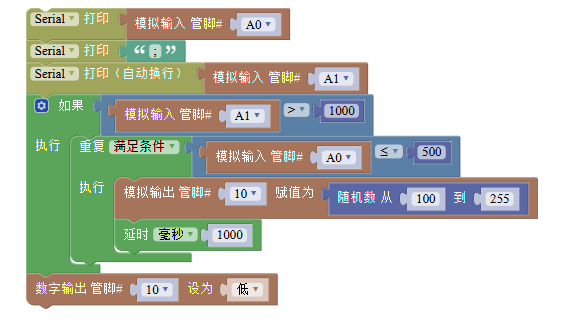 Serial 打印 模拟输入 管脚# A0
Serial 打印 “ ; ”
Serial 打印（自动换行） 模拟输入 管脚# A1
如果 模拟输入 管脚# A1 > 1000
执行 重复 满足条件 模拟输入 管脚# A0 ≤ 500
执行 模拟输出 管脚# 10 赋值为 随机数 从 100 到 255
延时 毫秒 1000
数字输出 管脚# 10 设为 低